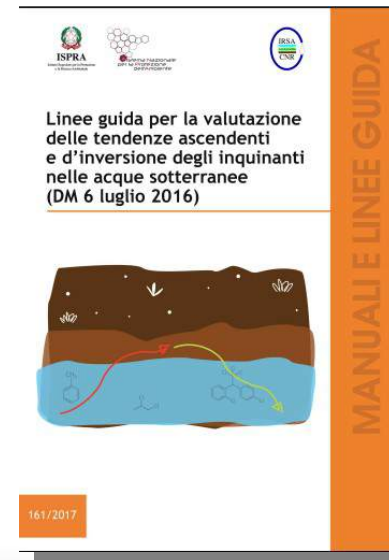 ISPRA
IRSA
CNR
Linee guida per la valutazione
delle tendenze ascendenti
e d'inversione degli inquinanti
nelle acque sotterranee
(DM 6 luglio 2016)
MANUALI E LINEE GUIDA
CH₃
161/2017